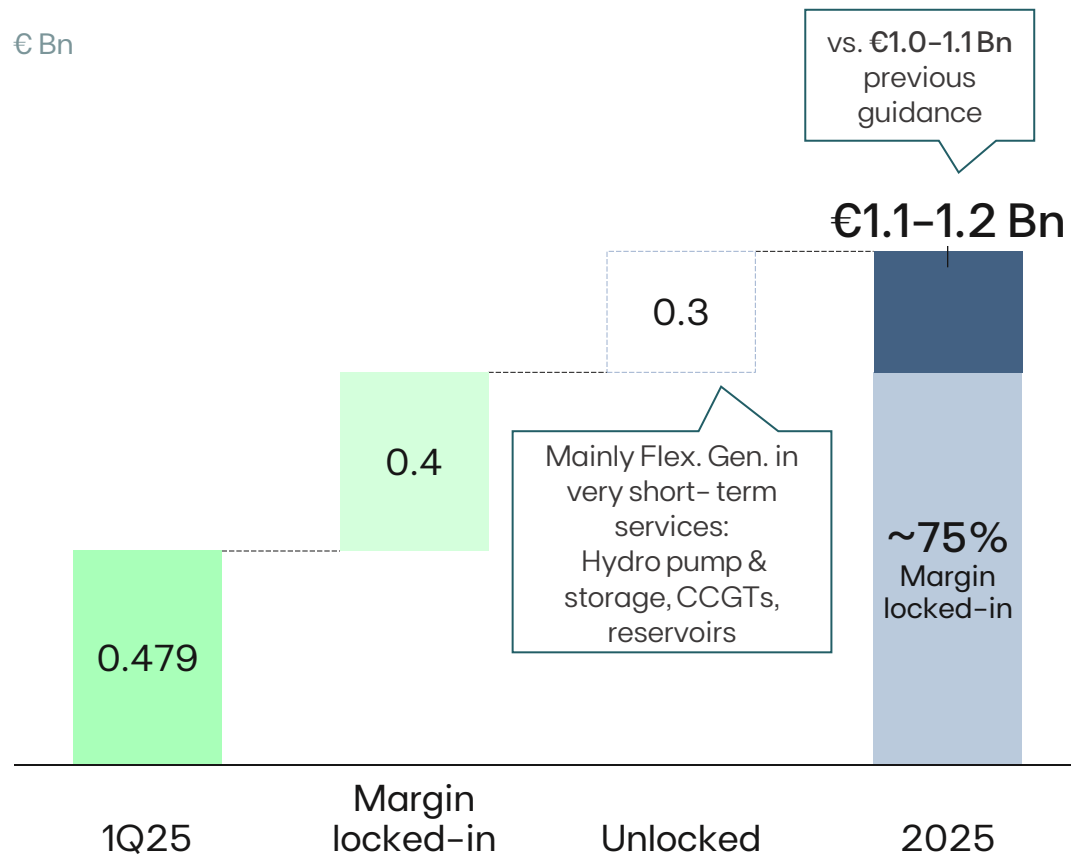 € Bn
vs. €1.0–1.1 Bn
previous
guidance
€1.1–1.2 Bn
0.3
0.4
Mainly Flex. Gen. in
very short– term
services:
Hydro pump &
storage, CCGTs,
reservoirs
~75%
Margin
locked–in
0.479
1Q25
Margin
locked–in
Unlocked
2025